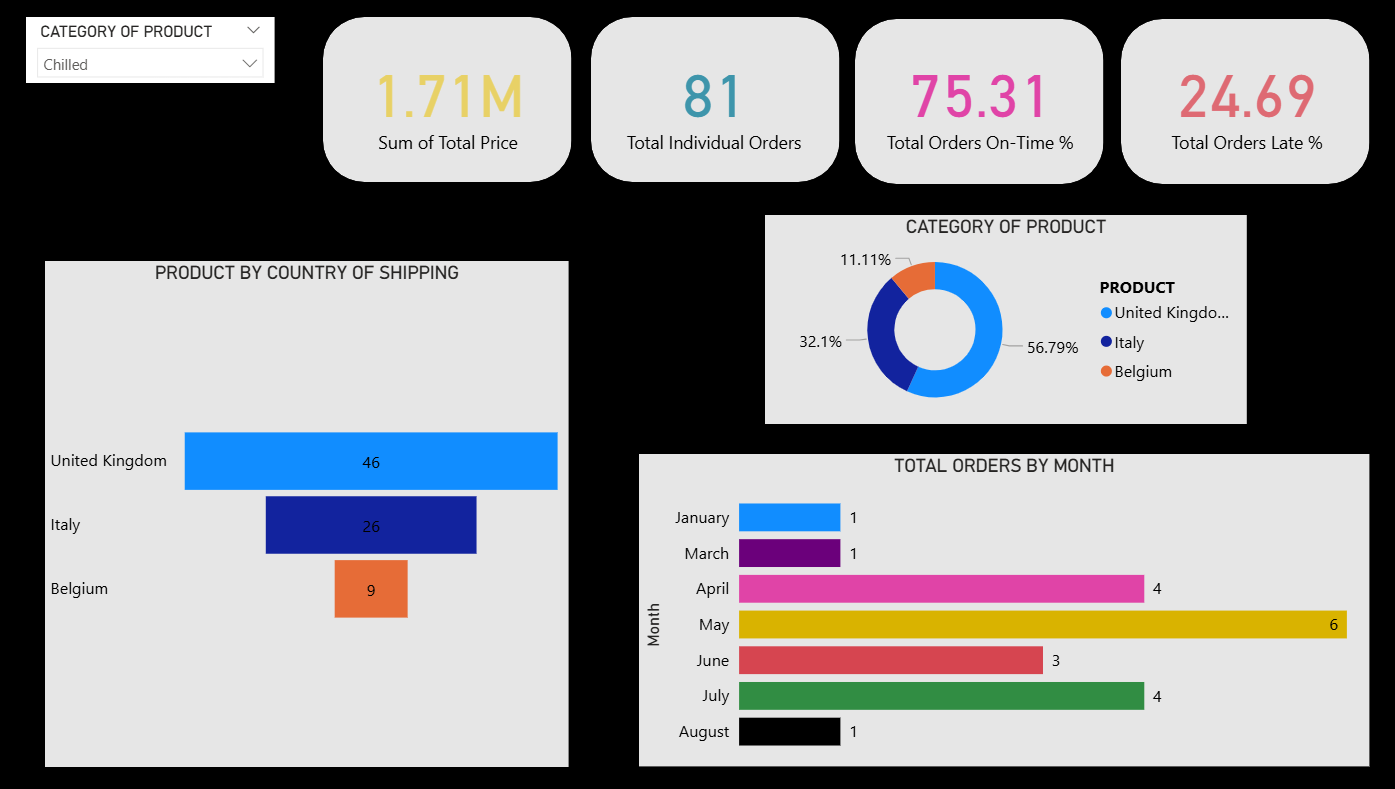 CATEGORY OF PRODUCT
Chilled
1.71M
Sum of Total Price
81
Total Individual Orders
75.31
Total Orders On-Time %
24.69
Total Orders Late %
PRODUCT BY COUNTRY OF SHIPPING
United Kingdom
46
Italy
26
Belgium
9
CATEGORY OF PRODUCT
11.11%
32.1%
56.79%
PRODUCT
United Kingdo...
Italy
Belgium
TOTAL ORDERS BY MONTH
Month
January 1
March 1
April 4
May 6
June 3
July 4
August 1